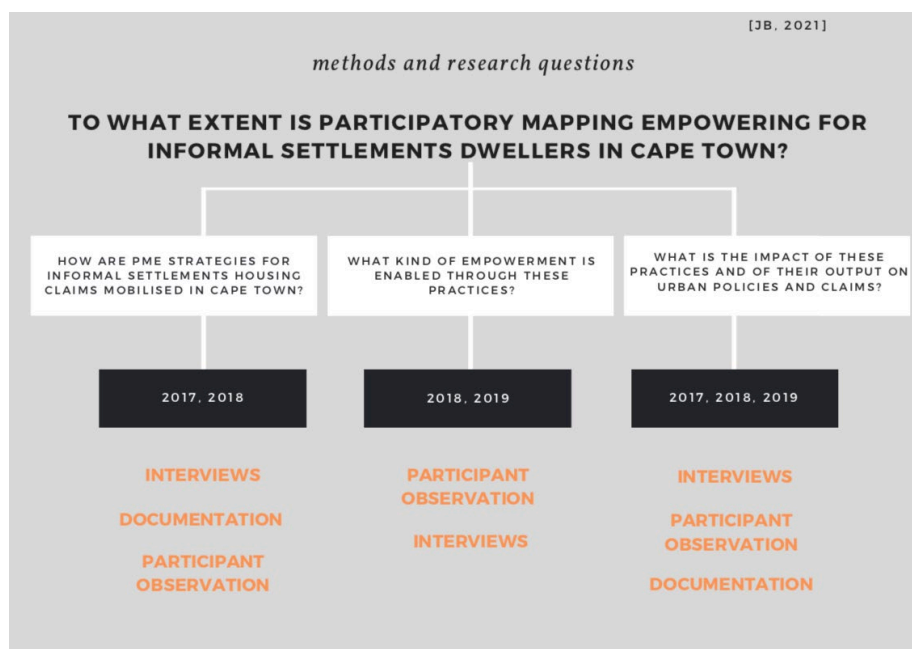 [JB, 2021]
methods and research questions
TO WHAT EXTENT IS PARTICIPATORY MAPPING EMPOWERING FOR
INFORMAL SETTLEMENTS DWELLERS IN CAPE TOWN?
HOW ARE PME STRATEGIES FOR
INFORMAL SETTLEMENTS HOUSING
CLAIMS MOBILISED IN CAPE TOWN?
WHAT KIND OF EMPOWERMENT IS
ENABLED THROUGH THESE
PRACTICES?
WHAT IS THE IMPACT OF THESE
PRACTICES AND OF THEIR OUTPUT ON
URBAN POLICIES AND CLAIMS?
2017, 2018
2018, 2019
2017, 2018, 2019
INTERVIEWS
DOCUMENTATION
PARTICIPANT
OBSERVATION
PARTICIPANT
OBSERVATION
INTERVIEWS
INTERVIEWS
PARTICIPANT
OBSERVATION
DOCUMENTATION